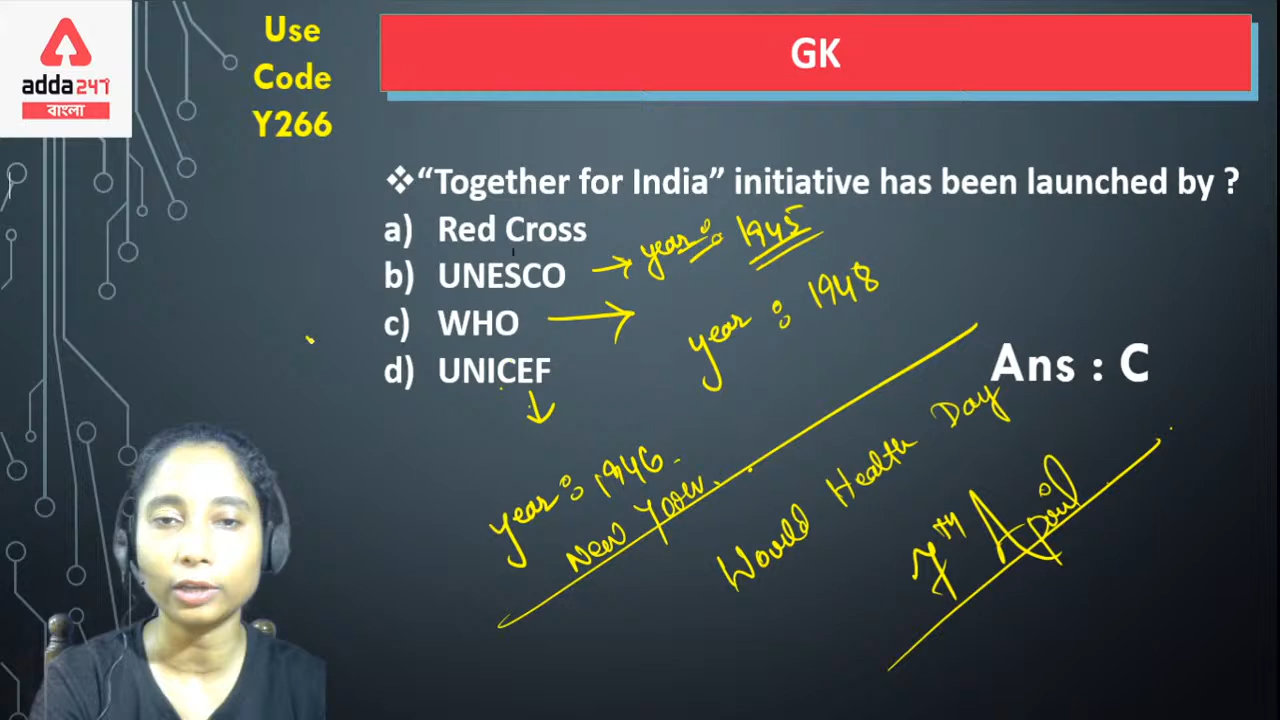 adda247
বাংলা
Use
Code
Y266
GK
❖“Together for India” initiative has been launched by ?
a) Red Cross
b) UNESCO
c) WHO
d) UNICEF
year : 1945
year : 1948
Ans : C
year : 1946
New York
World Health Day
7th April